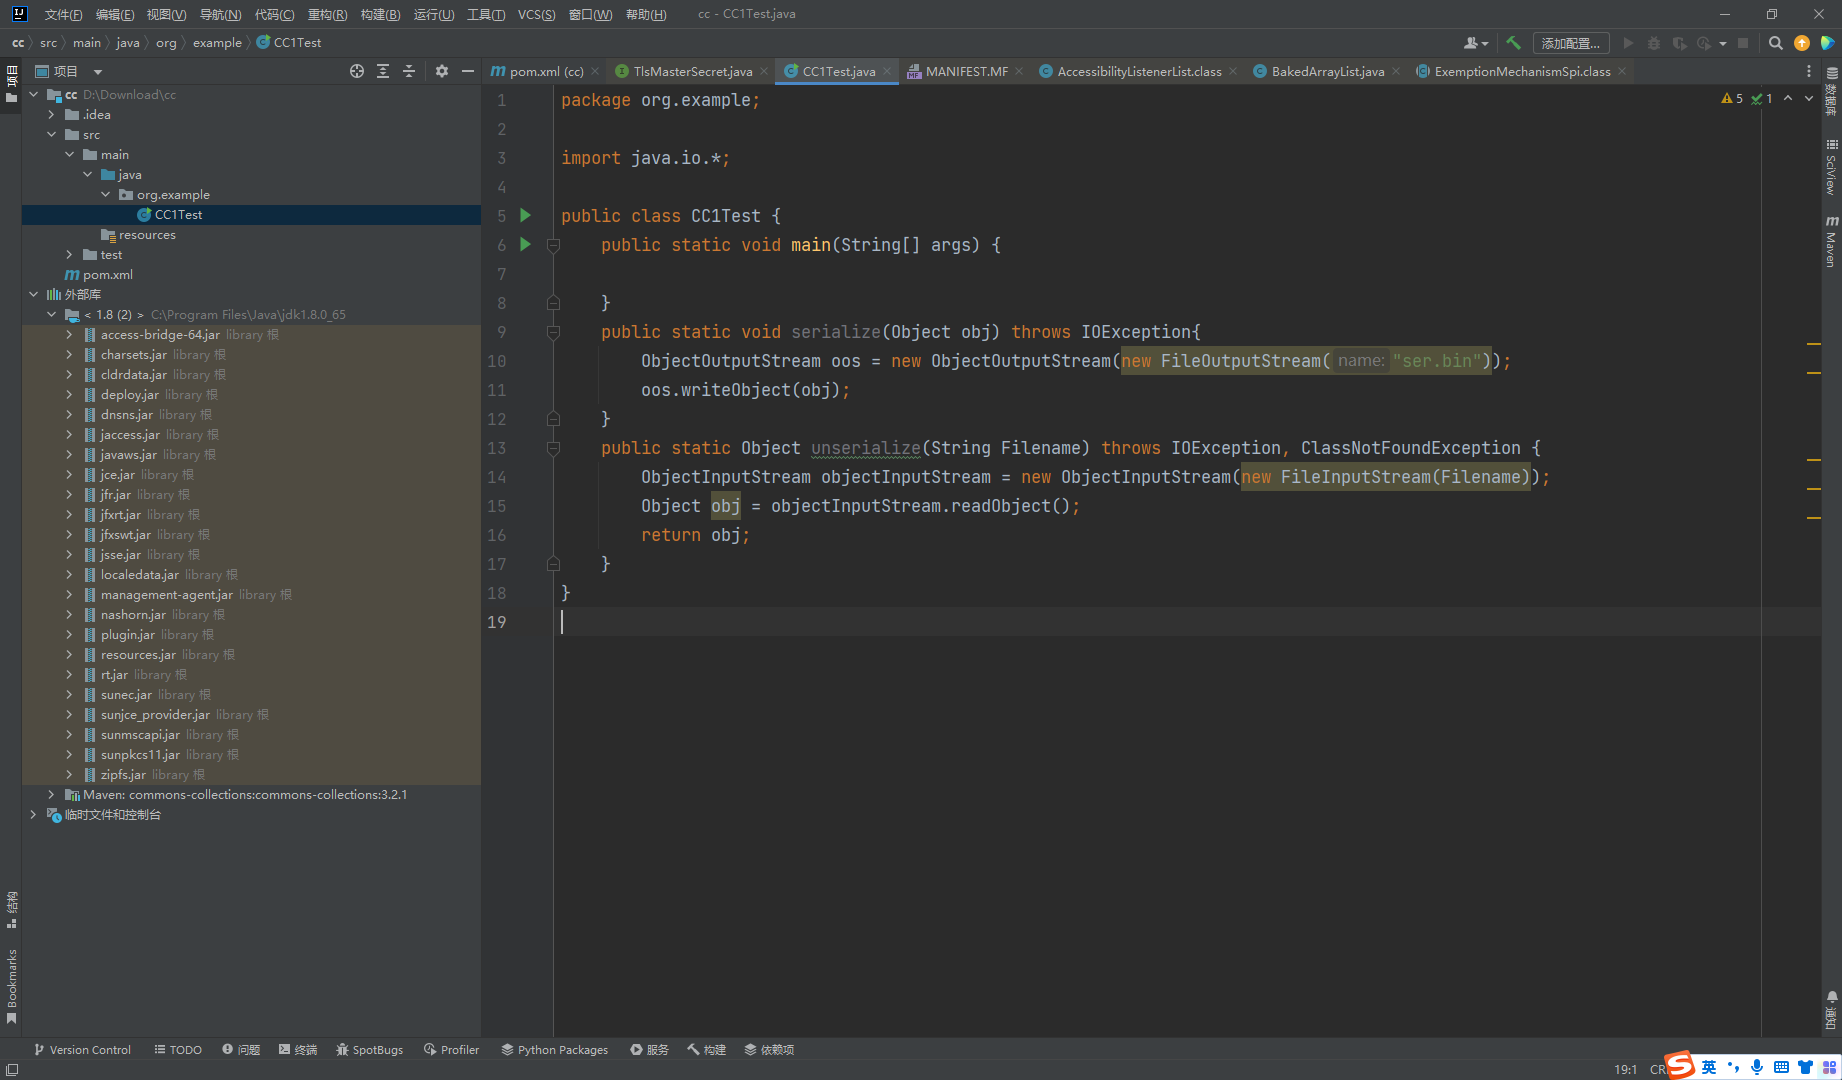 文件(F) 编辑(E) 视图(V) 导航(N) 代码(C) 重构(R) 构建(B) 运行(U) 工具(T) VCS(S) 窗口(W) 帮助(H) cc - CC1Test.java
cc src main java org example CC1Test 添加配置...
项目
pom.xml (cc) TlsMasterSecret.java CC1Test.java MANIFEST.MF AccessibilityListenerList.class BakedArrayList.java ExemptionMechanismSpi.class
项目
cc D:\Download\cc
.idea
src
main
java
org.example
CC1Test
resources
test
pom.xml
外部库
< 1.8 (2) > C:\Program Files\Java\jdk1.8.0_65
access-bridge-64.jar library 根
charsets.jar library 根
cldrdata.jar library 根
deploy.jar library 根
dnsns.jar library 根
jaccess.jar library 根
javaws.jar library 根
jce.jar library 根
jfr.jar library 根
jfxrt.jar library 根
jfxswt.jar library 根
jsse.jar library 根
localedata.jar library 根
management-agent.jar library 根
nashorn.jar library 根
plugin.jar library 根
resources.jar library 根
rt.jar library 根
sunec.jar library 根
sunjce_provider.jar library 根
sunmscapi.jar library 根
sunpkcs11.jar library 根
zipfs.jar library 根
Maven: commons-collections:commons-collections:3.2.1
临时文件和控制台
结构
Bookmarks
5 1
1 package org.example;
2
3 import java.io.*;
4
5 public class CC1Test {
6 public static void main(String[] args) {
7
8 }
9 public static void serialize(Object obj) throws IOException{
10 ObjectOutputStream oos = new ObjectOutputStream(new FileOutputStream( name: "ser.bin"));
11 oos.writeObject(obj);
12 }
13 public static Object unserialize(String Filename) throws IOException, ClassNotFoundException {
14 ObjectInputStream objectInputStream = new ObjectInputStream(new FileInputStream(Filename));
15 Object obj = objectInputStream.readObject();
16 return obj;
17 }
18 }
19
数据库
SciView
Maven
通知
Version Control TODO 问题 终端 SpotBugs Profiler Python Packages 服务 构建 依赖项
19:1 英